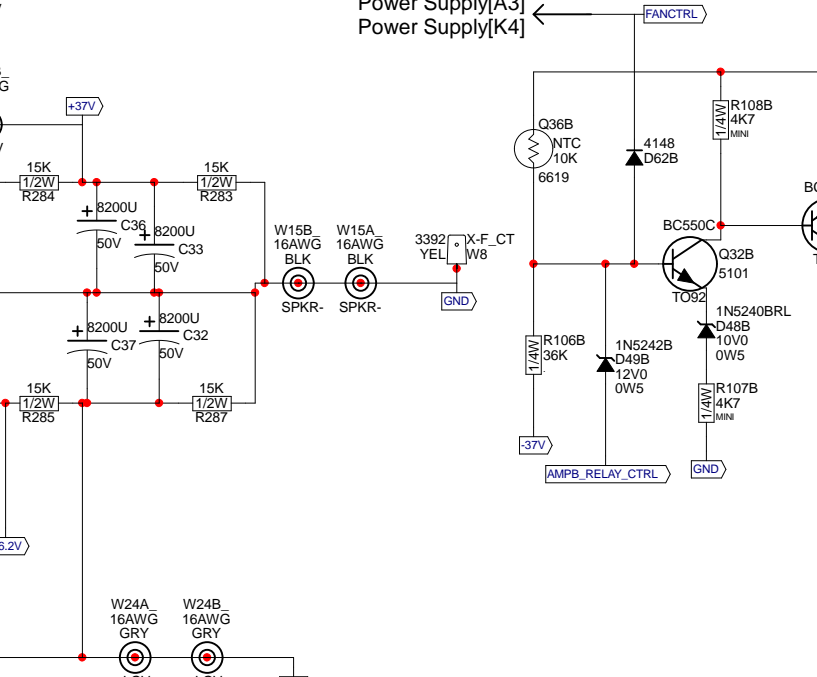 Power Supply[A3]
Power Supply[K4]
FANCTRL
+37V
15K
1/2W
R284
15K
1/2W
R283
+
8200U
C36
50V
+
8200U
C33
50V
W15B_
16AWG
BLK
SPKR-
W15A_
16AWG
BLK
SPKR-
3392
YEL
X-F_CT
W8
GND
+
8200U
C37
50V
+
8200U
C32
50V
15K
1/2W
R285
15K
1/2W
R287
Q36B
NTC
10K
6619
4148
D62B
1/4W
R108B
4K7
MINI
BC550C
Q32B
5101
TO92
1/4W
R106B
36K
1N5242B
D49B
12V0
0W5
1N5240BRL
D48B
10V0
0W5
1/4W
R107B
4K7
MINI
-37V
AMPB_RELAY_CTRL
GND
6.2V
W24A_
16AWG
GRY
W24B_
16AWG
GRY